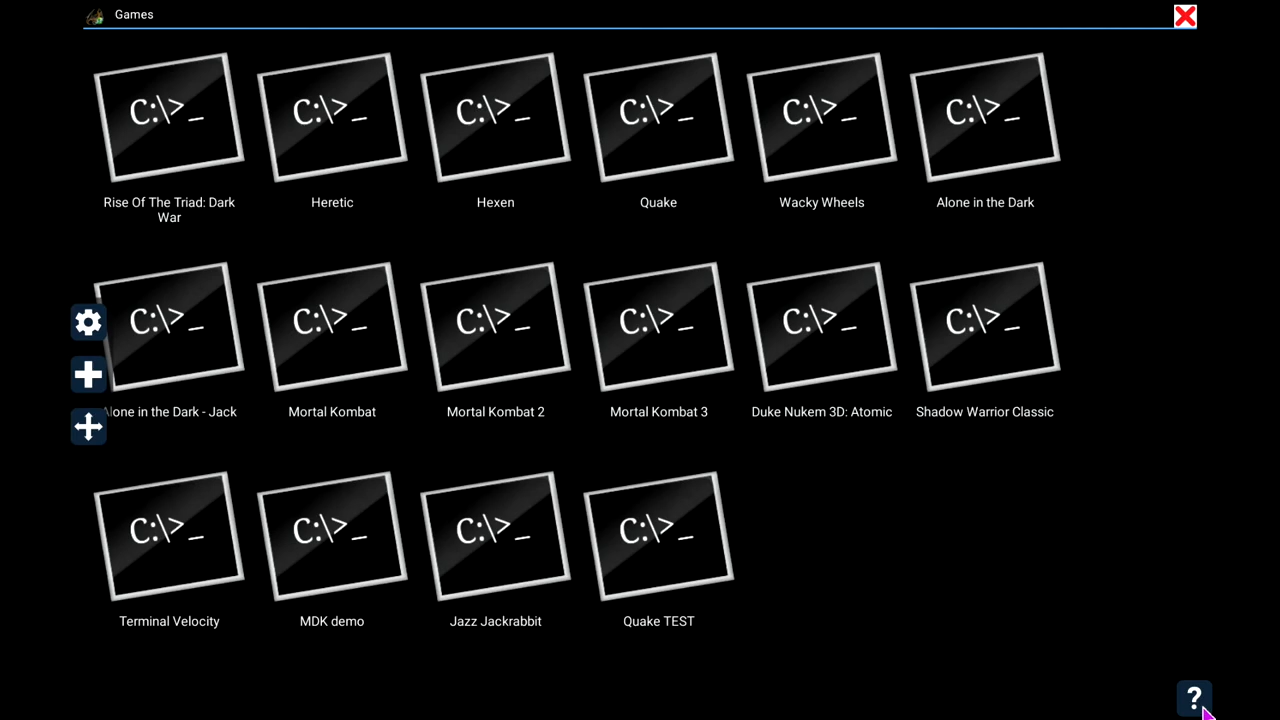 Games
C:\>_ C:\>_ C:\>_ C:\>_ C:\>_ C:\>_
Rise Of The Triad: Dark War
Heretic
Hexen
Quake
Wacky Wheels
Alone in the Dark
C:\>_ C:\>_ C:\>_ C:\>_ C:\>_ C:\>_
Alone in the Dark - Jack
Mortal Kombat
Mortal Kombat 2
Mortal Kombat 3
Duke Nukem 3D: Atomic
Shadow Warrior Classic
C:\>_ C:\>_ C:\>_ C:\>_
Terminal Velocity
MDK demo
Jazz Jackrabbit
Quake TEST
?